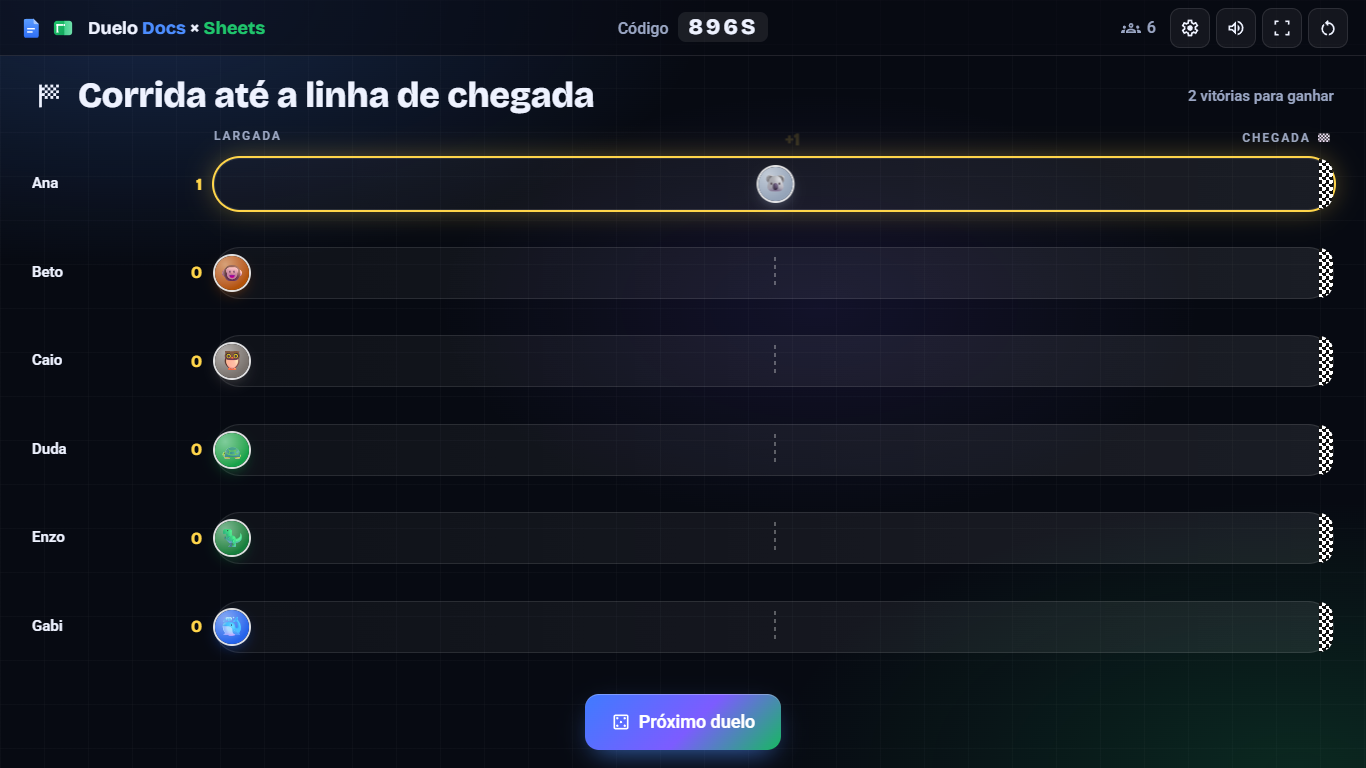 Duelo Docs × Sheets
Código 896S
6
Corrida até a linha de chegada
2 vitórias para ganhar
LARGADA
+1
CHEGADA
Ana 1
Beto 0
Caio 0
Duda 0
Enzo 0
Gabi 0
Próximo duelo